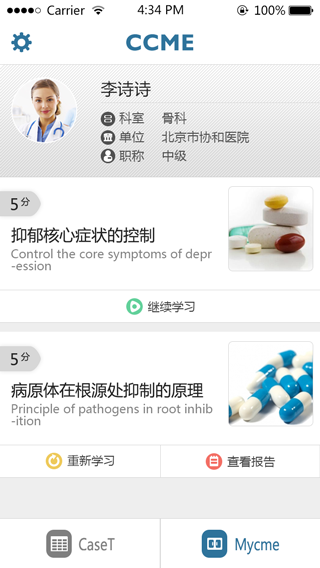 Carrier 4:34 PM 100%
CCME
李诗诗
科室 骨科
单位 北京市协和医院
职称 中级
5分
抑郁核心症状的控制
Control the core symptoms of depr
-ession
继续学习
5分
病原体在根源处抑制的原理
Principle of pathogens in root inhib
-ition
重新学习 查看报告
CaseT Mycme